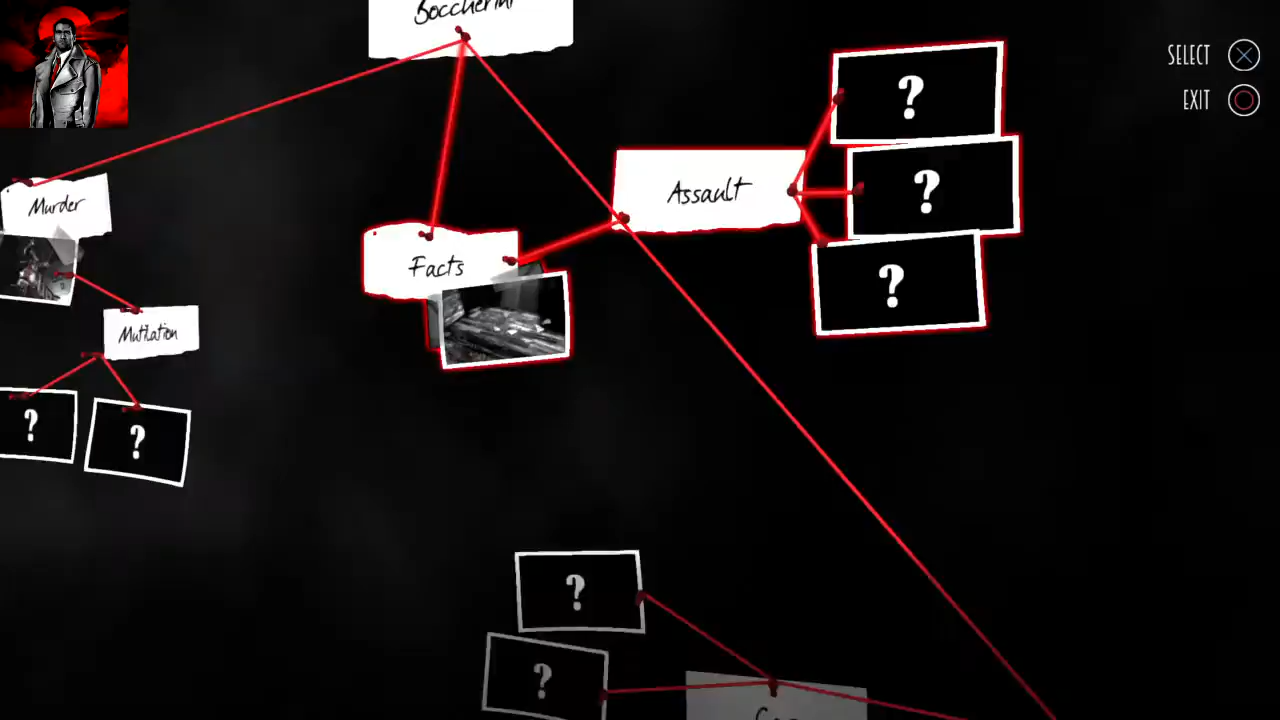 Boccherini
SELECT
EXIT
?
Assault
?
Murder
Facts
?
Mutilation
?
?
?
?